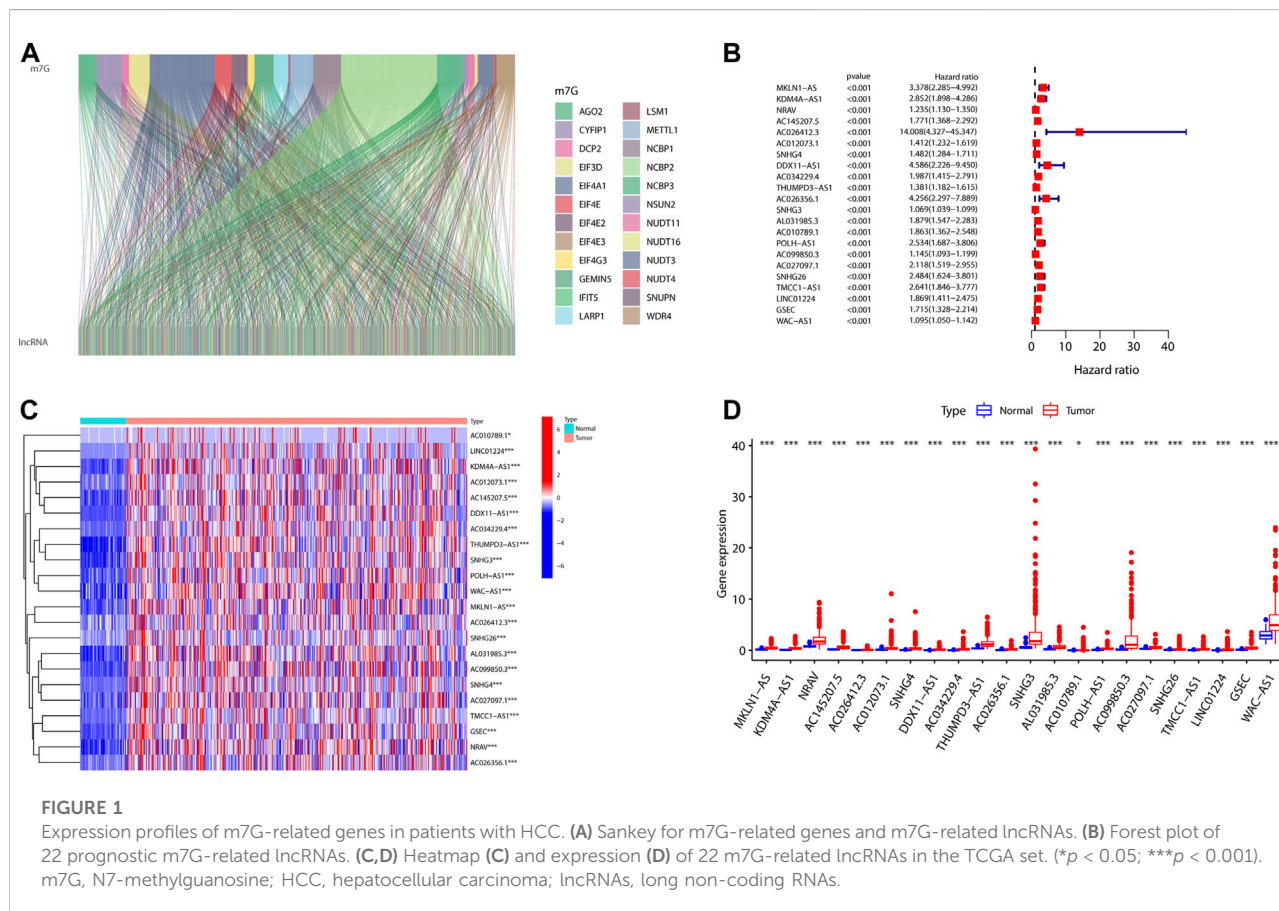 A
m7G
lncRNA
m7G
AGO2
CYFIP1
DCP2
EIF3D
EIF4A1
EIF4E
EIF4E2
EIF4E3
EIF4G3
GEMIN5
IFIT5
LARP1
LSM1
METTL1
NCBP1
NCBP2
NCBP3
NSUN2
NUDT11
NUDT16
NUDT3
NUDT4
SNUPN
WDR4
B
pvalue Hazard ratio
MKLN1−AS <0.001 3.378(2.285−4.992)
KDM4A−AS1 <0.001 2.852(1.898−4.286)
NRAV <0.001 1.235(1.130−1.350)
AC145207.5 <0.001 1.771(1.368−2.292)
AC026412.3 <0.001 14.008(4.327−45.347)
AC012073.1 <0.001 1.412(1.232−1.619)
SNHG4 <0.001 1.482(1.284−1.711)
DDX11−AS1 <0.001 4.586(2.226−9.450)
AC034229.4 <0.001 1.987(1.415−2.791)
THUMPD3−AS1 <0.001 1.381(1.182−1.615)
AC026356.1 <0.001 4.256(2.297−7.889)
SNHG3 <0.001 1.069(1.039−1.099)
AL031985.3 <0.001 1.879(1.547−2.283)
AC010789.1 <0.001 1.863(1.362−2.548)
POLH−AS1 <0.001 2.534(1.687−3.806)
AC099850.3 <0.001 1.145(1.093−1.199)
AC027097.1 <0.001 2.118(1.519−2.955)
SNHG26 <0.001 2.484(1.624−3.801)
TMCC1−AS1 <0.001 2.641(1.846−3.777)
LINC01224 <0.001 1.869(1.411−2.475)
GSEC <0.001 1.715(1.328−2.214)
WAC−AS1 <0.001 1.095(1.050−1.142)
0 10 20 30 40
Hazard ratio
C
Type
AC010789.1*
LINC01224***
KDM4A−AS1***
AC012073.1***
AC145207.5***
DDX11−AS1***
AC034229.4***
THUMPD3−AS1***
SNHG3***
POLH−AS1***
WAC−AS1***
MKLN1−AS***
AC026412.3***
SNHG26***
AL031985.3***
AC099850.3***
SNHG4***
AC027097.1***
TMCC1−AS1***
GSEC***
NRAV***
AC026356.1***
6
4
2
0
−2
−4
−6
Type
Normal
Tumor
D
Type Normal Tumor
*** *** *** *** *** *** *** *** *** *** *** *** *** * *** *** *** *** *** *** *** ***
Gene expression
40
30
20
10
0
MKLN1−AS
KDM4A−AS1
NRAV
AC145207.5
AC026412.3
AC012073.1
SNHG4
DDX11−AS1
AC034229.4
THUMPD3−AS1
AC026356.1
SNHG3
AL031985.3
AC010789.1
POLH−AS1
AC099850.3
AC027097.1
SNHG26
TMCC1−AS1
LINC01224
GSEC
WAC−AS1
FIGURE 1
Expression profiles of m7G-related genes in patients with HCC. (A) Sankey for m7G-related genes and m7G-related lncRNAs. (B) Forest plot of
22 prognostic m7G-related lncRNAs. (C,D) Heatmap (C) and expression (D) of 22 m7G-related lncRNAs in the TCGA set. (*p < 0.05; ***p < 0.001).
m7G, N7-methylguanosine; HCC, hepatocellular carcinoma; lncRNAs, long non-coding RNAs.